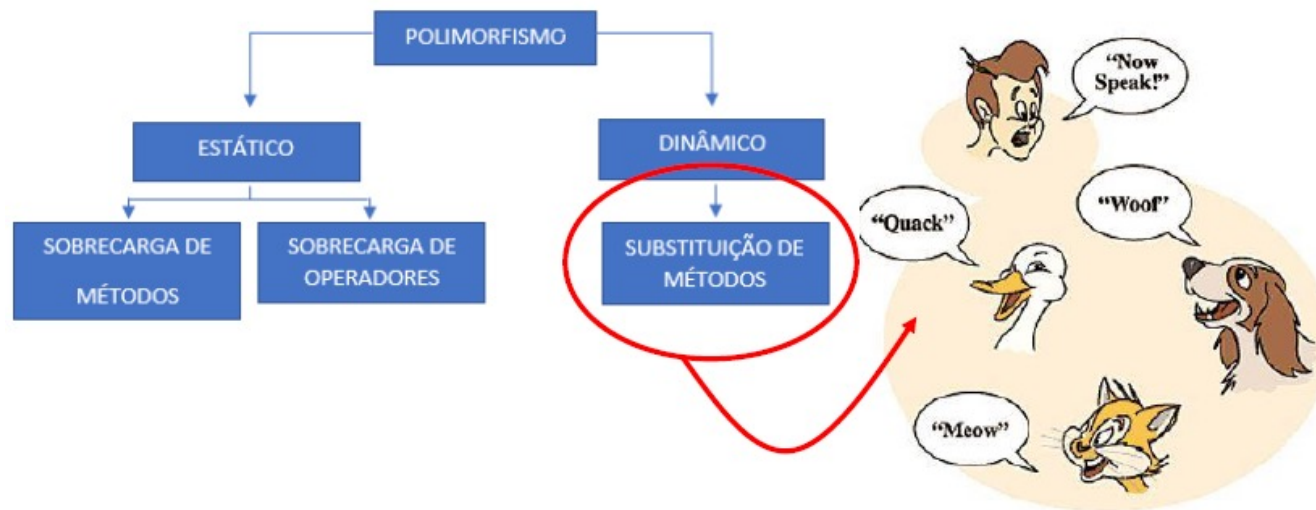 POLIMORFISMO
ESTÁTICO
DINÂMICO
SOBRECARGA DE
MÉTODOS
SOBRECARGA DE
OPERADORES
SUBSTITUIÇÃO DE
MÉTODOS
“Now
Speak!”
“Quack”
“Woof”
“Meow”